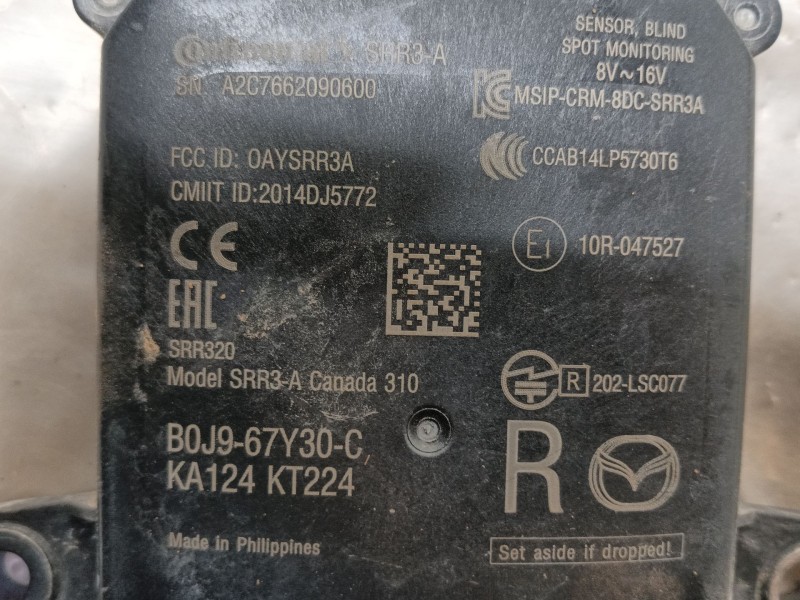 Continental SRR3-A
SN. A2C7662090600
SENSOR, BLIND
SPOT MONITORING
8V~16V
MSIP-CRM-8DC-SRR3A
FCC ID: OAYSRR3A
CMIIT ID:2014DJ5772
CCAB14LP5730T6
CE
E1 10R-047527
EAC
SRR320
Model SRR3-A Canada 310
R 202-LSC077
B0J9-67Y30-C
KA124 KT224
R
Made in Philippines
Set aside if dropped!